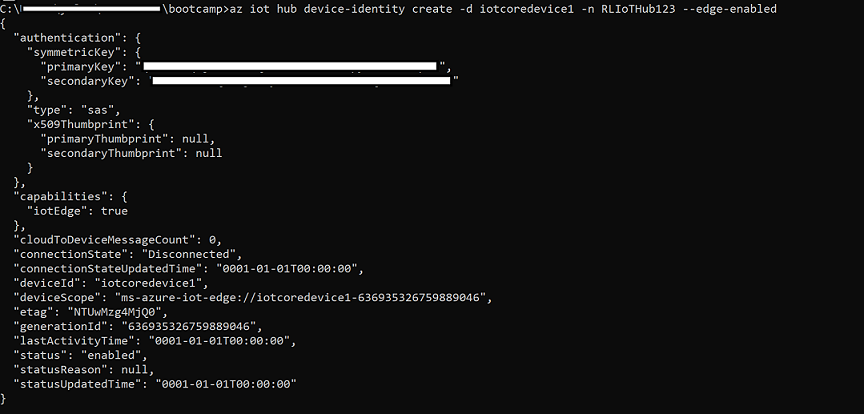 C:\ \bootcamp>az iot hub device-identity create -d iotcoredevice1 -n RLIoTHub123 --edge-enabled
{
  "authentication": {
    "symmetricKey": {
      "primaryKey": " ",
      "secondaryKey": " "
    },
    "type": "sas",
    "x509Thumbprint": {
      "primaryThumbprint": null,
      "secondaryThumbprint": null
    }
  },
  "capabilities": {
    "iotEdge": true
  },
  "cloudToDeviceMessageCount": 0,
  "connectionState": "Disconnected",
  "connectionStateUpdatedTime": "0001-01-01T00:00:00",
  "deviceId": "iotcoredevice1",
  "deviceScope": "ms-azure-iot-edge://iotcoredevice1-636935326759889046",
  "etag": "NTUwMzg4MjQ0",
  "generationId": "636935326759889046",
  "lastActivityTime": "0001-01-01T00:00:00",
  "status": "enabled",
  "statusReason": null,
  "statusUpdatedTime": "0001-01-01T00:00:00"
}